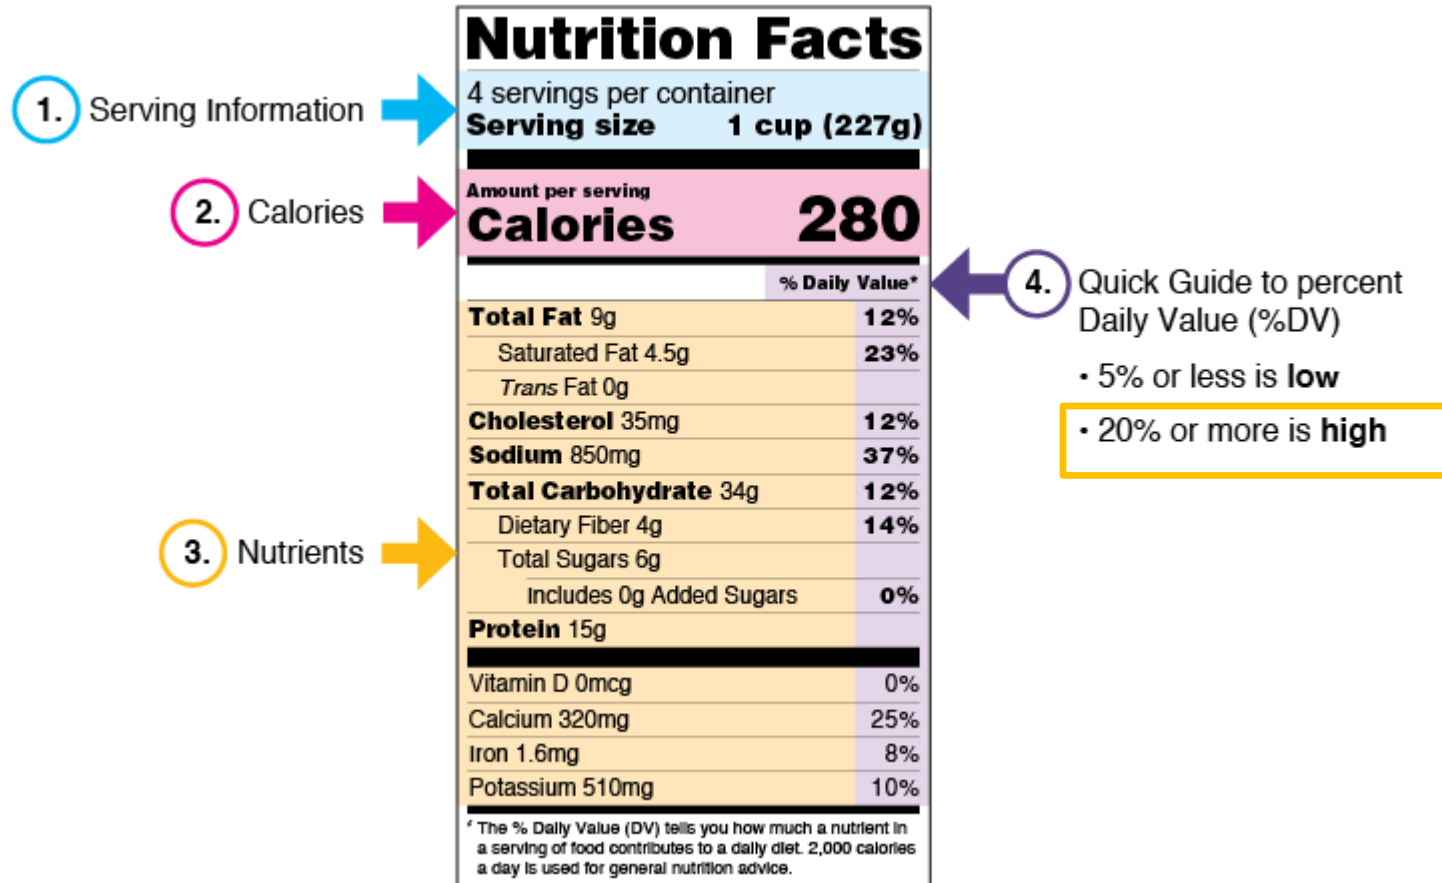 Nutrition Facts
1. Serving Information
4 servings per container
Serving size 1 cup (227g)
2. Calories
Amount per serving
Calories 280
% Daily Value*
4. Quick Guide to percent
Daily Value (%DV)
• 5% or less is low
• 20% or more is high
Total Fat 9g 12%
Saturated Fat 4.5g 23%
Trans Fat 0g
Cholesterol 35mg 12%
Sodium 850mg 37%
Total Carbohydrate 34g 12%
Dietary Fiber 4g 14%
3. Nutrients
Total Sugars 6g
Includes 0g Added Sugars 0%
Protein 15g
Vitamin D 0mcg 0%
Calcium 320mg 25%
Iron 1.6mg 8%
Potassium 510mg 10%
* The % Daily Value (DV) tells you how much a nutrient in
a serving of food contributes to a daily diet. 2,000 calories
a day is used for general nutrition advice.